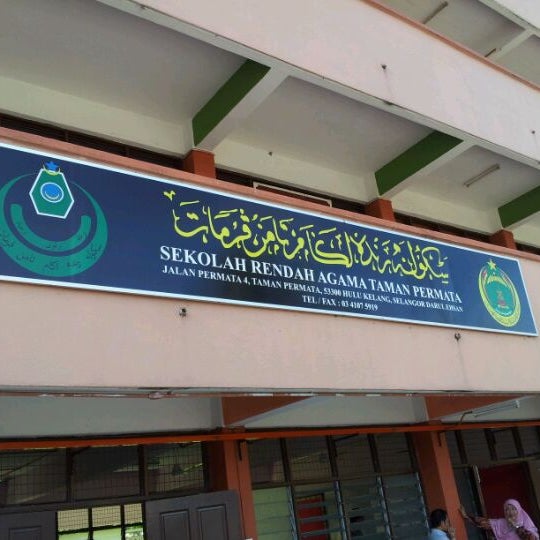 سکوله رنده اݢام تامن ڤرمات
SEKOLAH RENDAH AGAMA TAMAN PERMATA
JALAN PERMATA 4, TAMAN PERMATA, 53300 HULU KELANG, SELANGOR DARUL EHSAN
TEL / FAX : 03 4107 5919